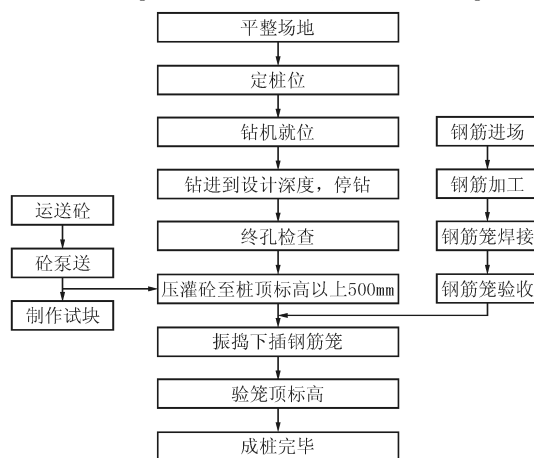 平整场地
定桩位
钻机就位
钻进到设计深度，停钻
终孔检查
压灌砼至桩顶标高以上500mm
振捣下插钢筋笼
验笼顶标高
成桩完毕
运送砼
砼泵送
制作试块
钢筋进场
钢筋加工
钢筋笼焊接
钢筋笼验收